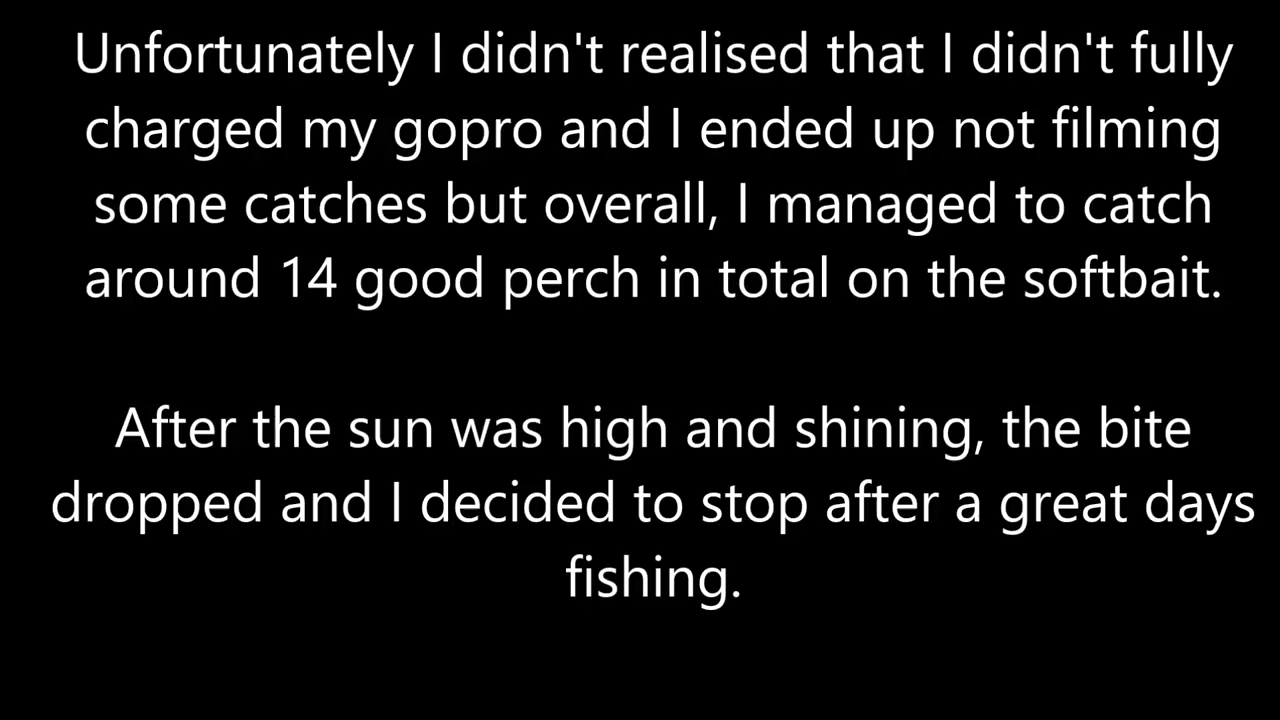 Unfortunately I didn't realised that I didn't fully
charged my gopro and I ended up not filming
some catches but overall, I managed to catch
around 14 good perch in total on the softbait.
After the sun was high and shining, the bite
dropped and I decided to stop after a great days
fishing.